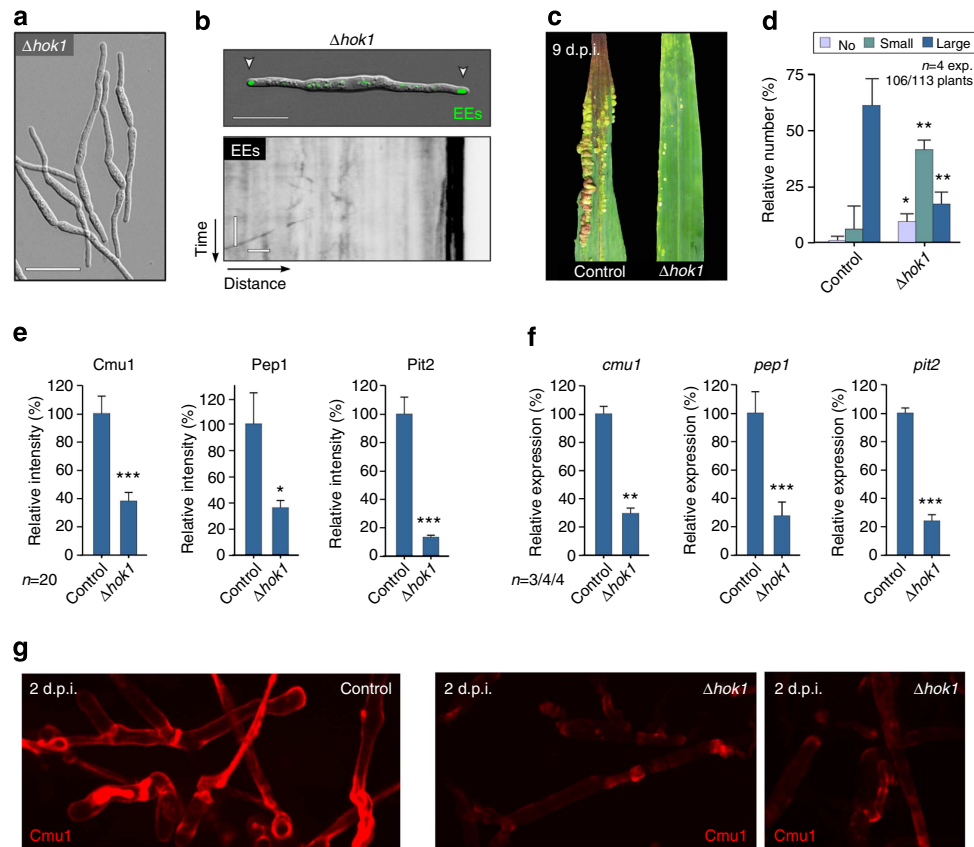 a
Δhok1
b
Δhok1
EEs
EEs
Time
Distance
c
9 d.p.i.
Control
Δhok1
d
No Small Large
n=4 exp.
106/113 plants
Relative number (%)
75
50
25
0
*
**
**
Control
Δhok1
e
Cmu1
Relative intensity (%)
120
100
80
60
40
20
0
***
Control
Δhok1
n=20
Pep1
Relative intensity (%)
120
100
80
60
40
20
0
*
Control
Δhok1
Pit2
Relative intensity (%)
120
100
80
60
40
20
0
***
Control
Δhok1
f
cmu1
Relative expression (%)
120
100
80
60
40
20
0
**
Control
Δhok1
n=3/4/4
pep1
Relative expression (%)
120
100
80
60
40
20
0
***
Control
Δhok1
pit2
Relative expression (%)
120
100
80
60
40
20
0
***
Control
Δhok1
g
2 d.p.i. Control
Cmu1
2 d.p.i. Δhok1
Cmu1
2 d.p.i. Δhok1
Cmu1